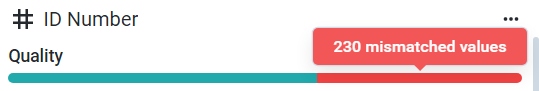 # ID Number
230 mismatched values
Quality